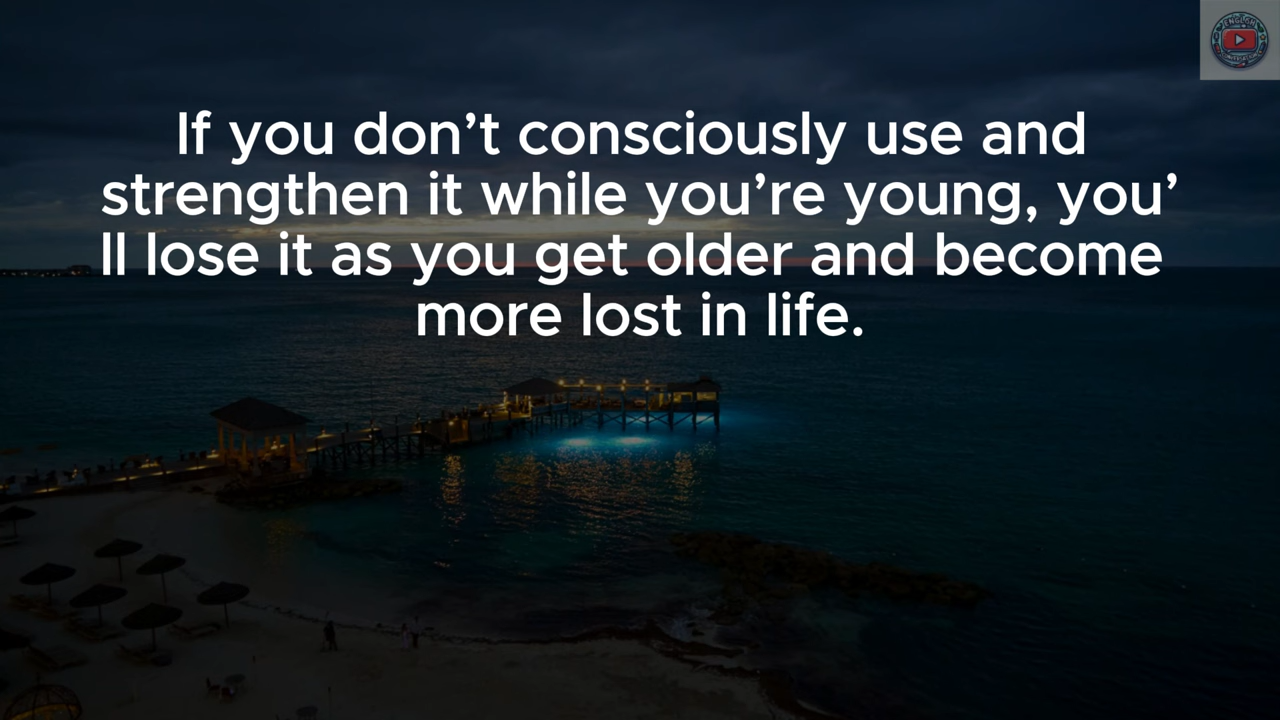 If you don’t consciously use and
strengthen it while you’re young, you’
ll lose it as you get older and become
more lost in life.
ENGLISH